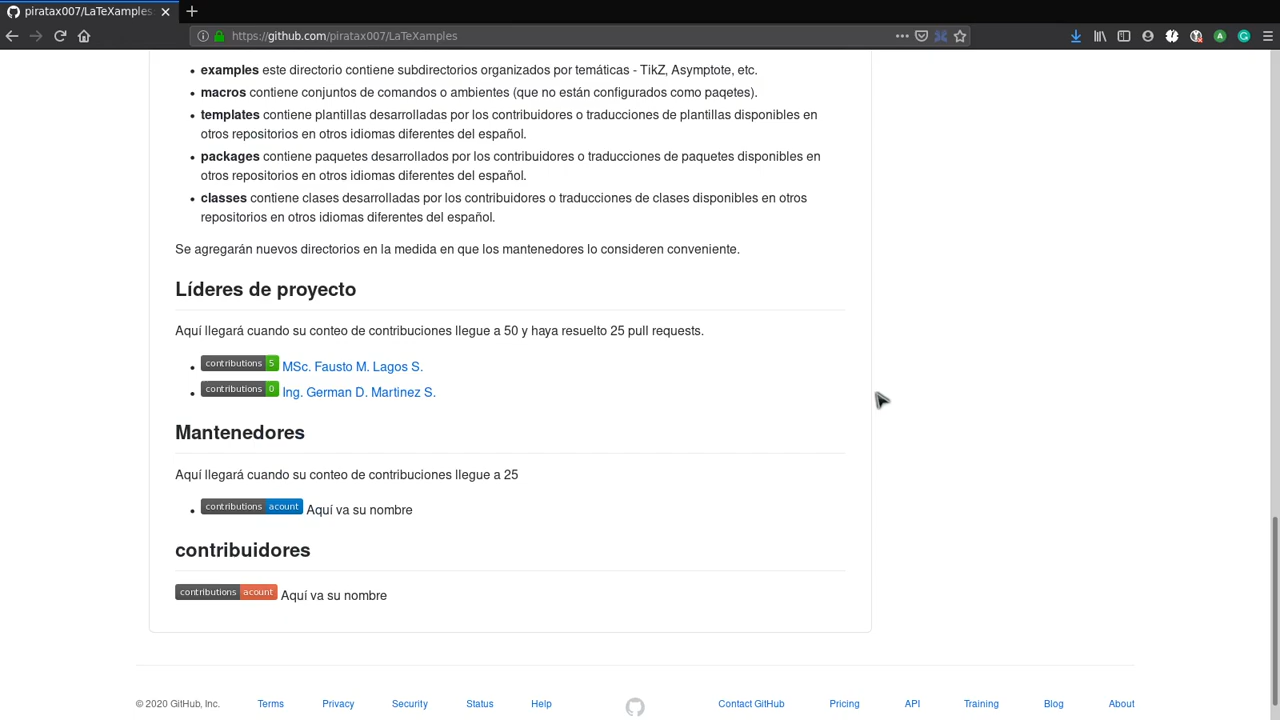 piratax007/LaTeXamples
https://github.com/piratax007/LaTeXamples
examples este directorio contiene subdirectorios organizados por temáticas - TikZ, Asymptote, etc.
macros contiene conjuntos de comandos o ambientes (que no están configurados como paqetes).
templates contiene plantillas desarrolladas por los contribuidores o traducciones de plantillas disponibles en
otros repositorios en otros idiomas diferentes del español.
packages contiene paquetes desarrollados por los contribuidores o traducciones de paquetes disponibles en
otros repositorios en otros idiomas diferentes del español.
classes contiene clases desarrolladas por los contribuidores o traducciones de clases disponibles en otros
repositorios en otros idiomas diferentes del español.
Se agregarán nuevos directorios en la medida en que los mantenedores lo consideren conveniente.
Líderes de proyecto
Aquí llegará cuando su conteo de contribuciones llegue a 50 y haya resuelto 25 pull requests.
contributions 5 MSc. Fausto M. Lagos S.
contributions 0 Ing. German D. Martinez S.
Mantenedores
Aquí llegará cuando su conteo de contribuciones llegue a 25
contributions acount Aquí va su nombre
contribuidores
contributions acount Aquí va su nombre
© 2020 GitHub, Inc. Terms Privacy Security Status Help Contact GitHub Pricing API Training Blog About